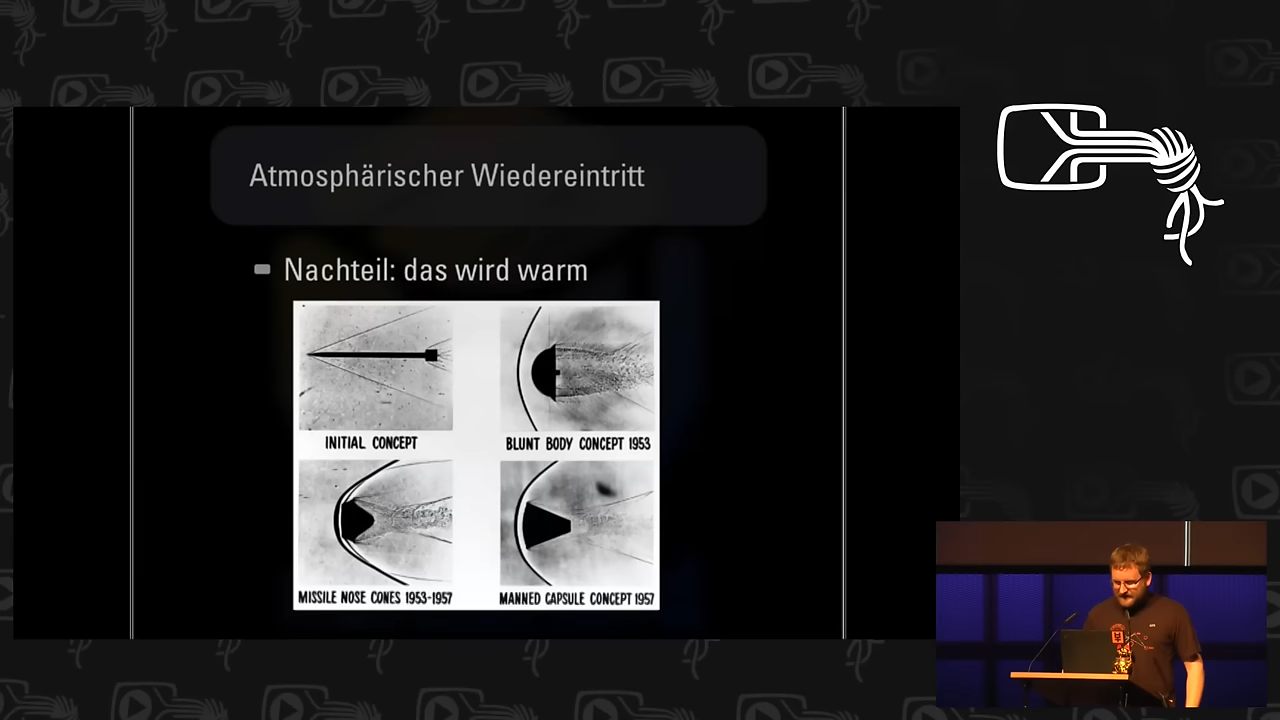 Atmosphärischer Wiedereintritt
Nachteil: das wird warm
INITIAL CONCEPT
BLUNT BODY CONCEPT 1953
MISSILE NOSE CONES 1953-1957
MANNED CAPSULE CONCEPT 1957